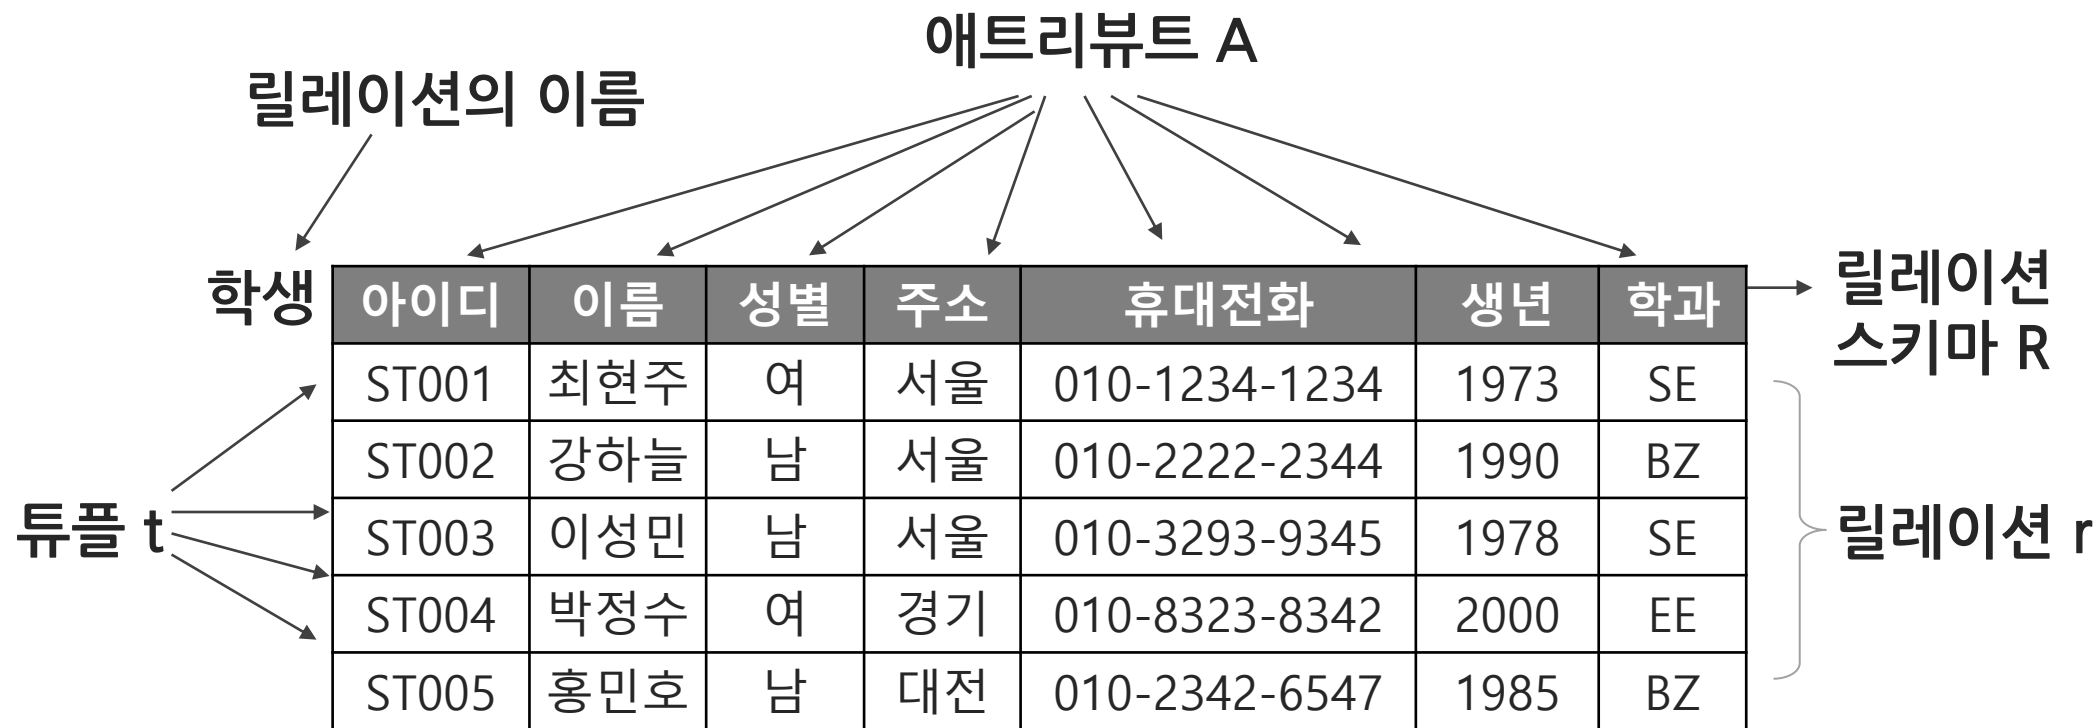 애트리뷰트 A
릴레이션의 이름
학생
아이디 이름 성별 주소 휴대전화 생년 학과
릴레이션
스키마 R
ST001 최현주 여 서울 010-1234-1234 1973 SE
ST002 강하늘 남 서울 010-2222-2344 1990 BZ
튜플 t
ST003 이성민 남 서울 010-3293-9345 1978 SE
릴레이션 r
ST004 박정수 여 경기 010-8323-8342 2000 EE
ST005 홍민호 남 대전 010-2342-6547 1985 BZ